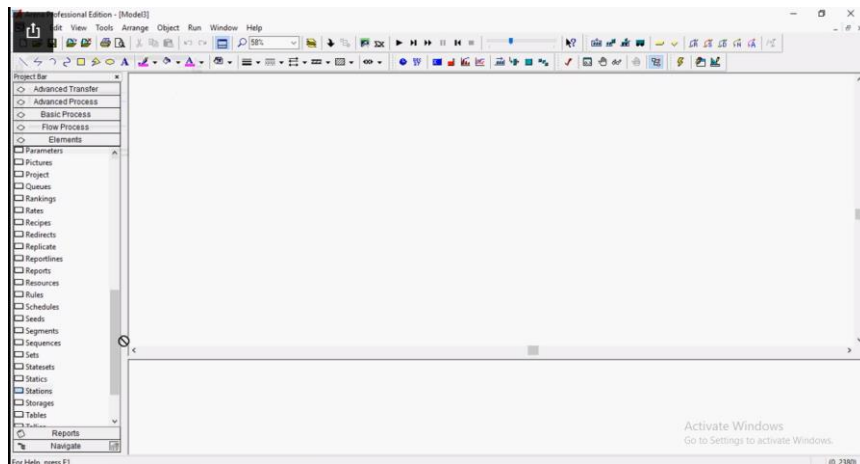 Arena Professional Edition - [Model3]
Edit View Tools Arrange Object Run Window Help
58%
Project Bar
Advanced Transfer
Advanced Process
Basic Process
Flow Process
Elements
Parameters
Pictures
Project
Queues
Rankings
Rates
Recipes
Redirects
Replicate
Reportlines
Reports
Resources
Rules
Schedules
Seeds
Segments
Sequences
Sets
Statesets
Statics
Stations
Storages
Tables
Reports
Navigate
For Help, press F1
Activate Windows
Go to Settings to activate Windows.